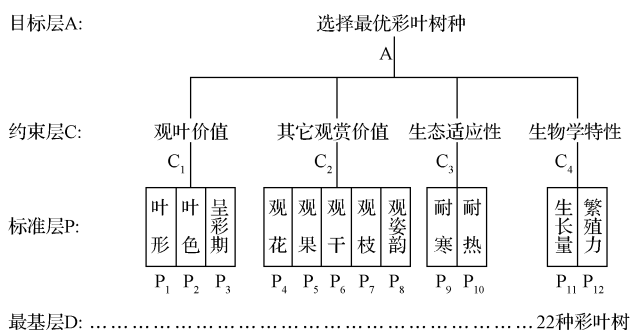 目标层A: 选择最优彩叶树种
A
约束层C: 观叶价值 其它观赏价值 生态适应性 生物学特性
C1 C2 C3 C4
标准层P: 叶形 叶色 呈彩期 观花 观果 观干 观枝 观姿韵 耐寒 耐热 生长量 繁殖力
P1 P2 P3 P4 P5 P6 P7 P8 P9 P10 P11 P12
最基层D: ……………………………………………22种彩叶树